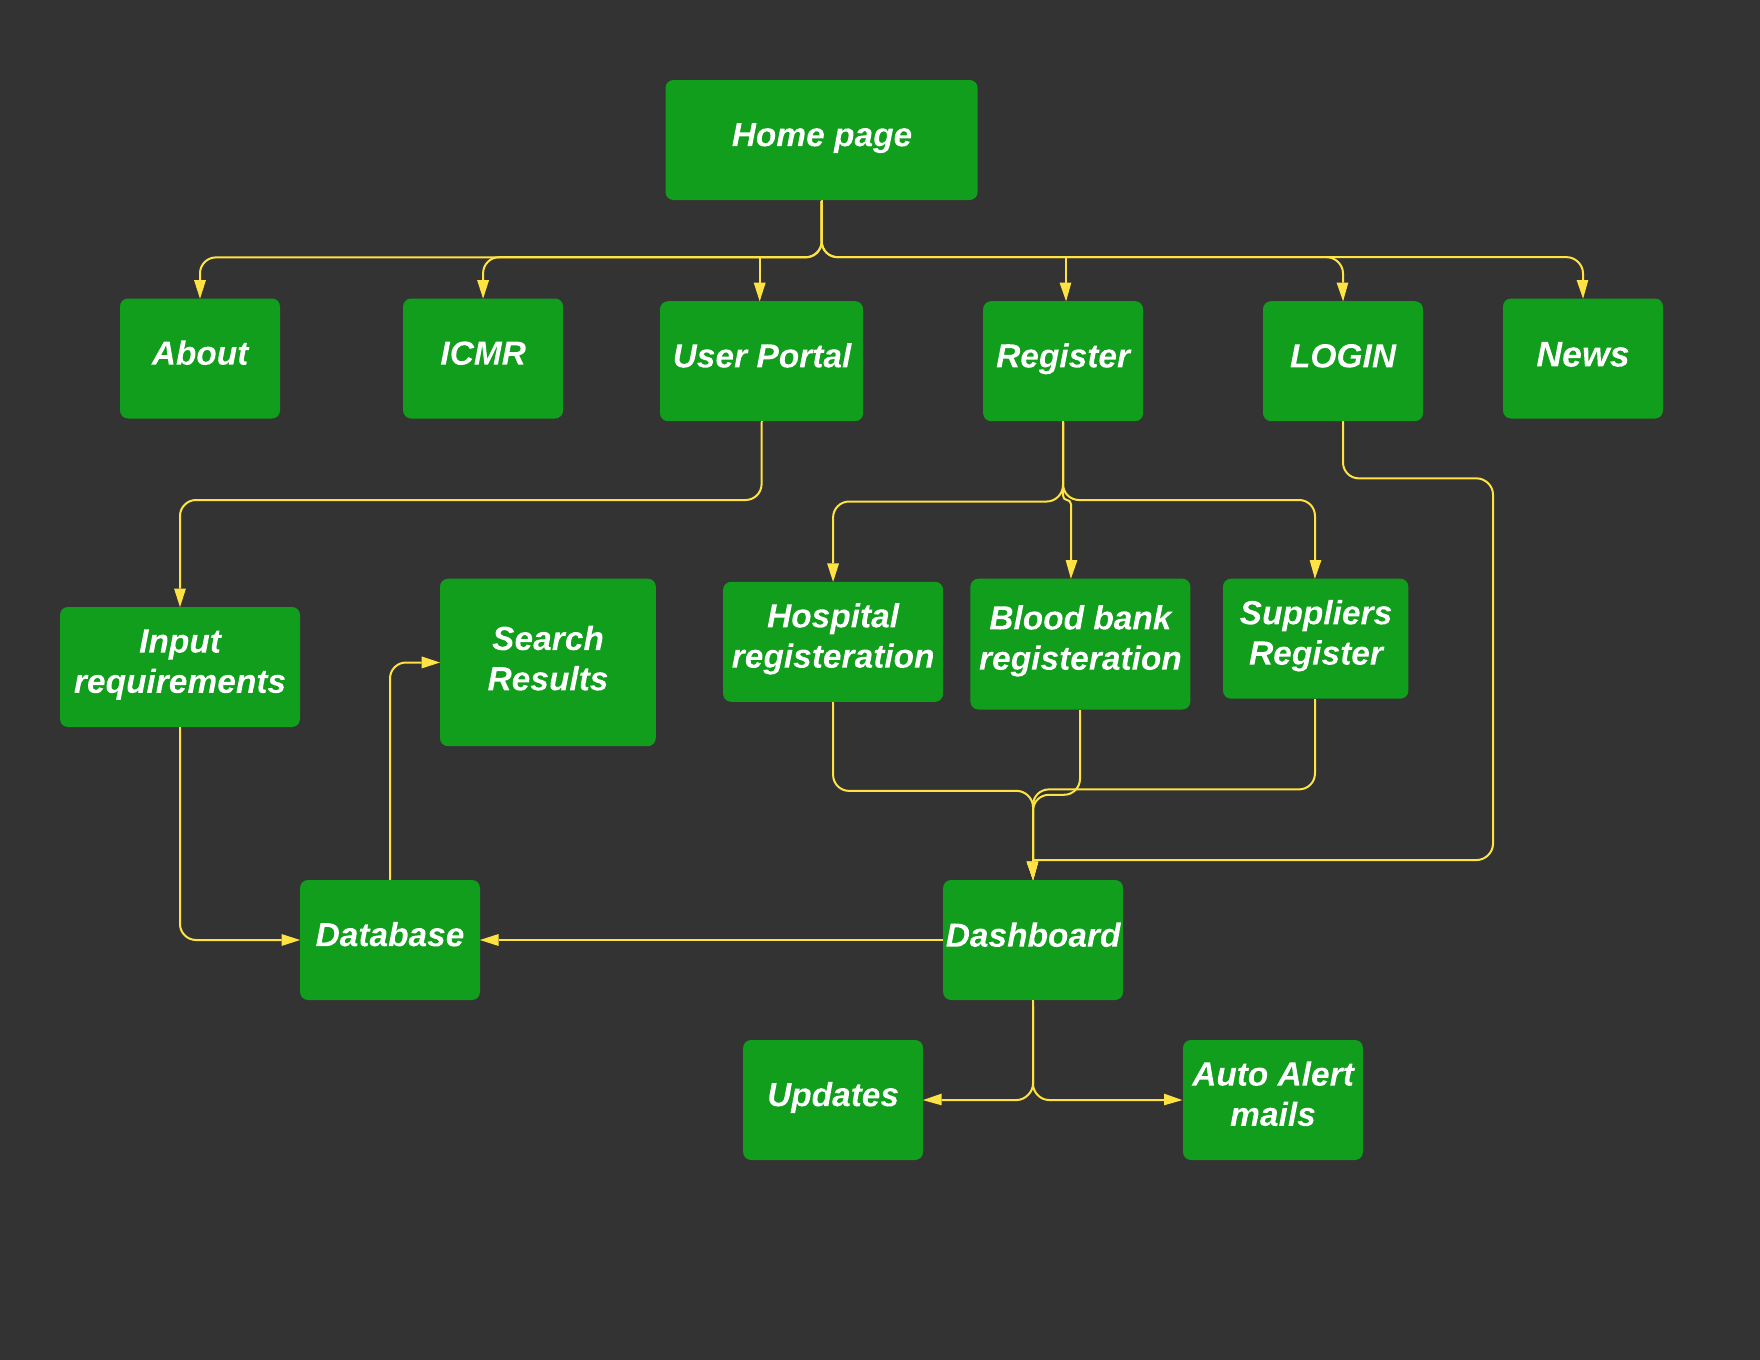 Home page
About
ICMR
User Portal
Register
LOGIN
News
Input
requirements
Search
Results
Hospital
registeration
Blood bank
registeration
Suppliers
Register
Database
Dashboard
Updates
Auto Alert
mails